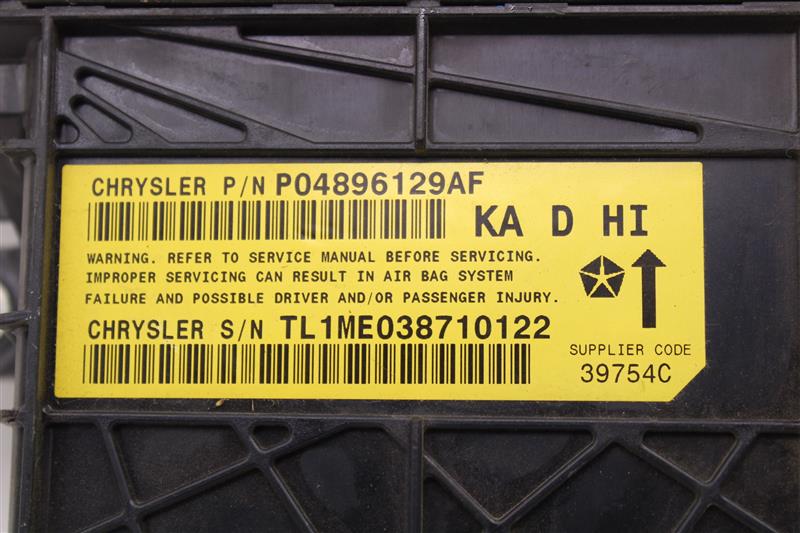 CHRYSLER P/N P04896129AF
KA D HI
WARNING. REFER TO SERVICE MANUAL BEFORE SERVICING.
IMPROPER SERVICING CAN RESULT IN AIR BAG SYSTEM
FAILURE AND POSSIBLE DRIVER AND/OR PASSENGER INJURY.
CHRYSLER S/N TL1ME038710122
SUPPLIER CODE
39754C